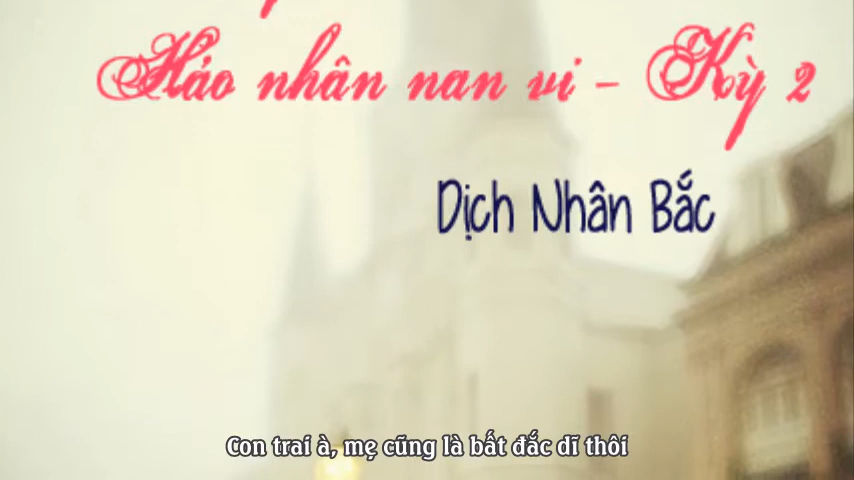 Hảo nhân nan vi - Kỳ 2
Dịch Nhân Bắc
Con trai à, mẹ cũng là bất đắc dĩ thôi